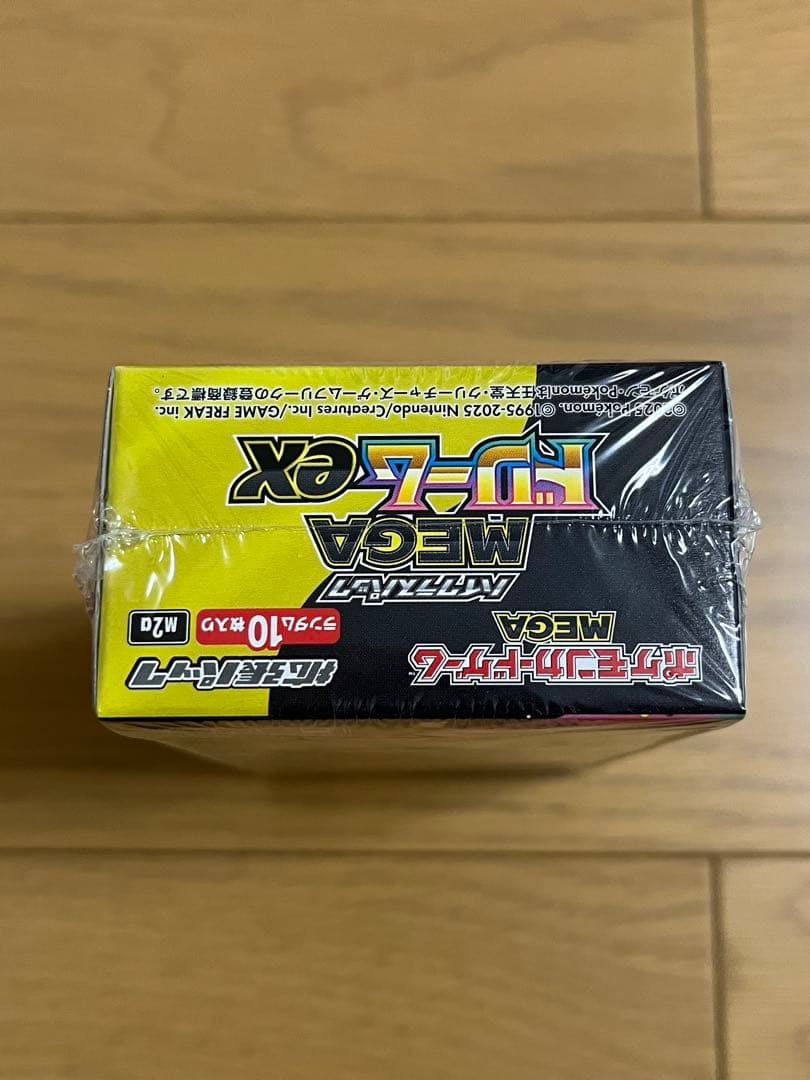 ポケモンカードゲーム
MEGA
拡張パック
ランダム10枚入り
M2a
ハイクラスパック
MEGA
ドリームex
©2025 Pokémon. ©1995-2025 Nintendo/Creatures Inc./GAME FREAK inc.
ポケモン・Pokémonは任天堂・クリーチャーズ・ゲームフリークの登録商標です。